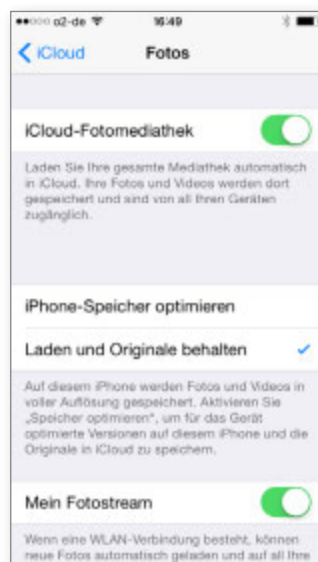 o2-de 16:49
iCloud Fotos
iCloud-Fotomediathek
Laden Sie Ihre gesamte Mediathek automatisch
in iCloud. Ihre Fotos und Videos werden dort
gespeichert und sind von all Ihren Geräten
zugänglich.
iPhone-Speicher optimieren
Laden und Originale behalten
Auf diesem iPhone werden Fotos und Videos in
voller Auflösung gespeichert. Aktivieren Sie
„Speicher optimieren“, um für das Gerät
optimierte Versionen auf diesem iPhone und die
Originale in iCloud zu speichern.
Mein Fotostream
Wenn eine WLAN-Verbindung besteht, können
neue Fotos automatisch geladen und auf all Ihre